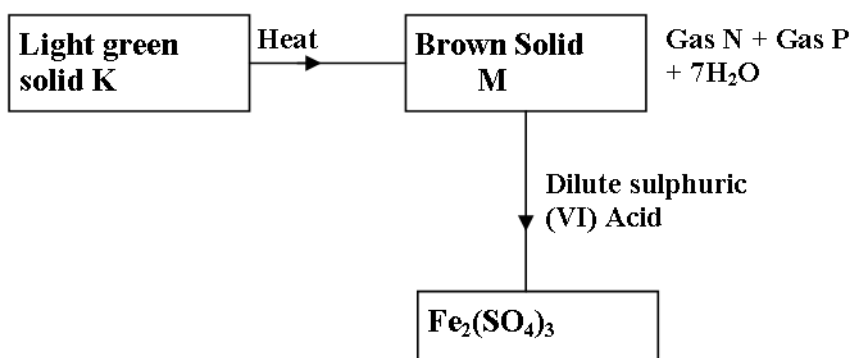 Light green
solid K
Heat
Brown Solid
M
Gas N + Gas P
+ 7H₂O
Dilute sulphuric
(VI) Acid
Fe₂(SO₄)₃